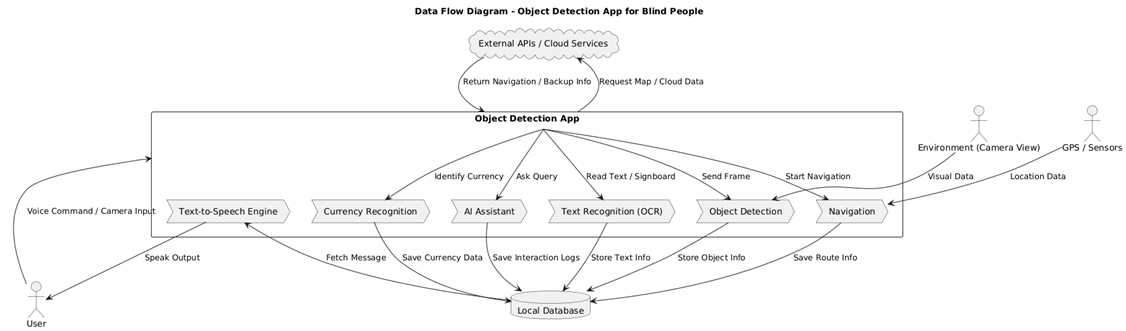 Data Flow Diagram - Object Detection App for Blind People
External APIs / Cloud Services
Return Navigation / Backup Info
Request Map / Cloud Data
Object Detection App
Environment (Camera View)
GPS / Sensors
Identify Currency
Ask Query
Read Text / Signboard
Send Frame
Start Navigation
Visual Data
Location Data
Voice Command / Camera Input
Text-to-Speech Engine
Currency Recognition
AI Assistant
Text Recognition (OCR)
Object Detection
Navigation
Speak Output
Fetch Message
Save Currency Data
Save Interaction Logs
Store Text Info
Store Object Info
Save Route Info
Local Database
User